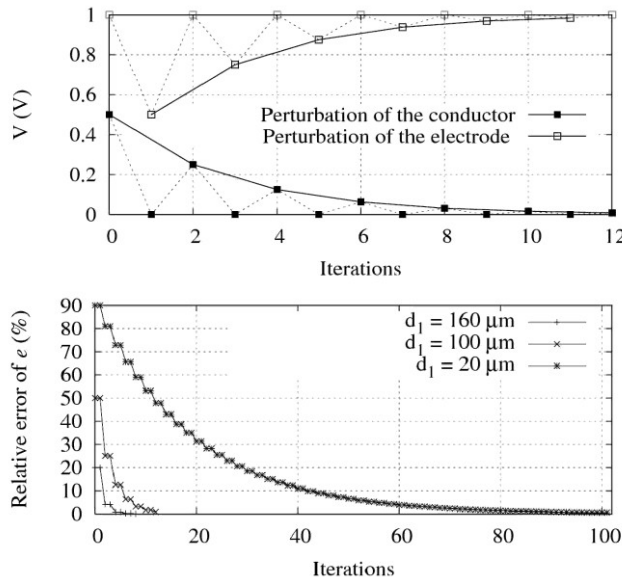 1
0.8
0.6
0.4
0.2
0
V (V)
Perturbation of the conductor
Perturbation of the electrode
0 2 4 6 8 10 12
Iterations
90
80
70
60
50
40
30
20
10
0
Relative error of e (%)
d1 = 160 μm
d1 = 100 μm
d1 = 20 μm
0 20 40 60 80 100
Iterations